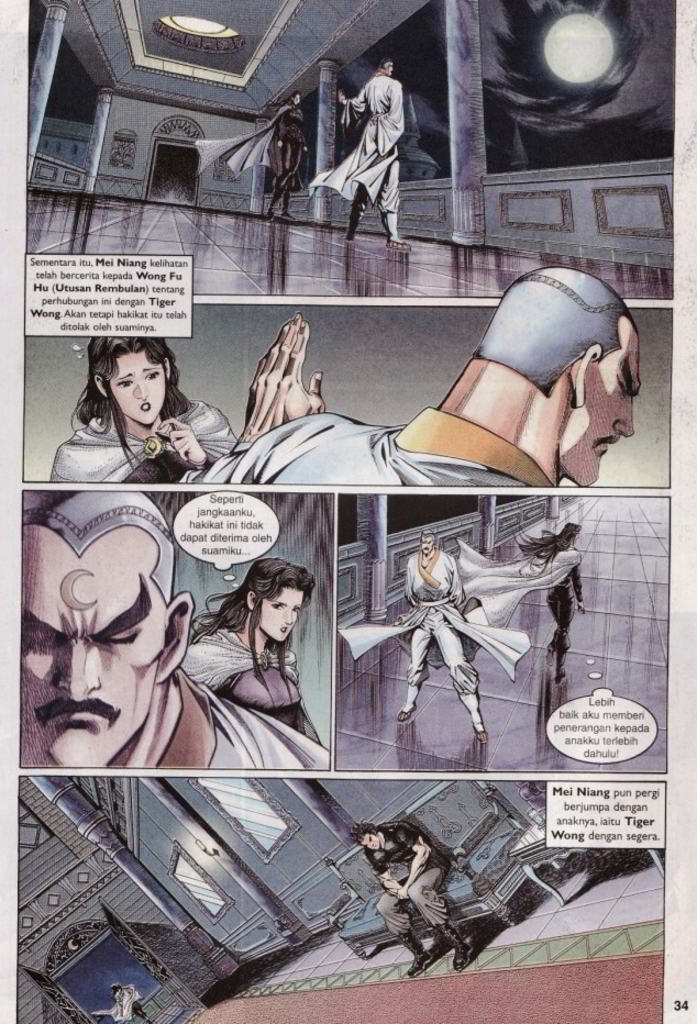 Sementara itu, Mei Niang kelihatan
telah bercerita kepada Wong Fu
Hu (Utusan Rembulan) tentang
perhubungan ini dengan Tiger
Wong. Akan tetapi hakikat itu telah
ditolak oleh suaminya.
Seperti
jangkaanku,
hakikat ini tidak
dapat diterima oleh
suamiku...
Lebih
baik aku memberi
penerangan kepada
anakku terlebih
dahulu!
Mei Niang pun pergi
berjumpa dengan
anaknya, iaitu Tiger
Wong dengan segera.
34